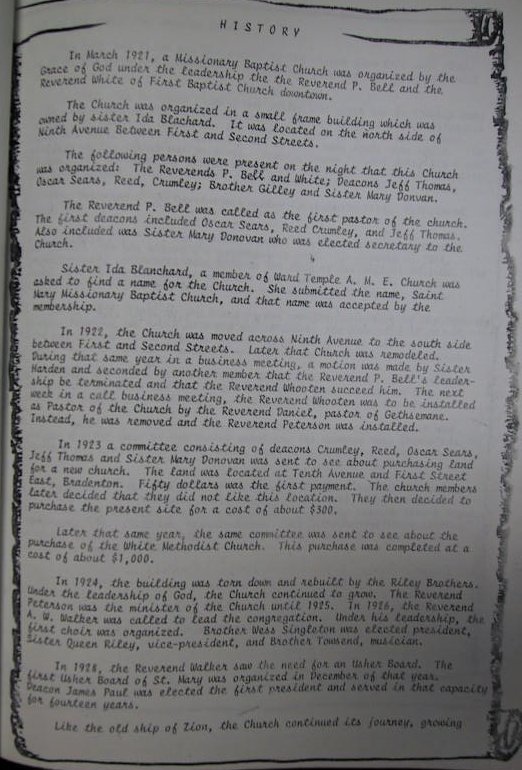 HISTORY
In March 1921, a Missionary Baptist Church was organized by the
Grace of God under the leadership the the Reverend P. Bell and the
Reverend White of First Baptist Church downtown.
The Church was organized in a small frame building which was
owned by sister Ida Blachard. It was located on the north side of
Ninth Avenue Between First and Second Streets.
The following persons were present on the night that this Church
was organized: The Reverends P. Bell and White; Deacons Jeff Thomas,
Oscar Sears, Reed, Crumley; Brother Gilley and Sister Mary Donvan.
The Reverend P. Bell was called as the first pastor of the church.
The first deacons included Oscar Sears, Reed Crumley, and Jeff Thomas.
Also included was Sister Mary Donovan who was elected secretary to the
Church.
Sister Ida Blanchard, a member of Ward Temple A. M. E. Church was
asked to find a name for the Church. She submitted the name, Saint
Mary Missionary Baptist Church, and that name was accepted by the
membership.
In 1922, the Church was moved across Ninth Avenue to the south side
between First and Second Streets. Later that Church was remodeled.
During that same year in a business meeting, a motion was made by Sister
Harden and seconded by another member that the Reverend P. Bell's leader-
ship be terminated and that the Reverend Whooten succeed him. The next
week in a call business meeting, the Reverend Whooten was to be installed
as Pastor of the Church by the Reverend Daniel, pastor of Gethsemane.
Instead, he was removed and the Reverend Peterson was installed.
In 1923 a committee consisting of deacons Crumley, Reed, Oscar Sears,
Jeff Thomas and Sister Mary Donovan was sent to see about purchasing land
for a new church. The land was located at Tenth Avenue and First Street
East, Bradenton. Fifty dollars was the first payment. The church members
later decided that they did not like this location. They then decided to
purchase the present site for a cost of about $300.
Later that same year, the same committee was sent to see about the
purchase of the White Methodist Church. This purchase was completed at a
cost of about $1,000.
In 1924, the building was torn down and rebuilt by the Riley Brothers.
Under the leadership of God, the Church continued to grow. The Reverend
Peterson was the minister of the Church until 1925. In 1926, the Reverend
A. W. Walker was called to lead the congregation. Under his leadership, the
first choir was organized. Brother Wess Singleton was elected president,
Sister Queen Riley, vice-president, and Brother Towsend, musician.
In 1928, the Reverend Walker saw the need for an Usher Board. The
first Usher Board of St. Mary was organized in December of that year.
Deacon James Paul was elected the first president and served in that capacity
for fourteen years.
Like the old ship of Zion, the Church continued its journey, growing